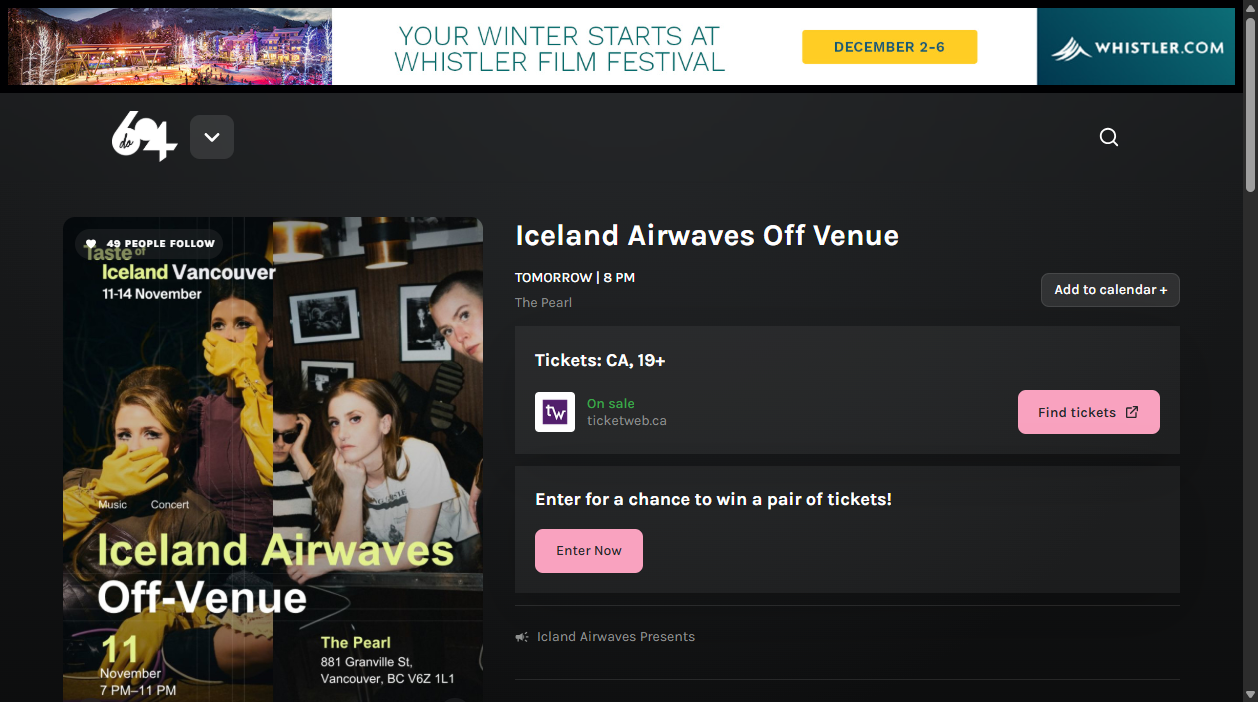 YOUR WINTER STARTS AT
WHISTLER FILM FESTIVAL
DECEMBER 2-6
WHISTLER.COM
do
604
49 PEOPLE FOLLOW
Taste of
Iceland Vancouver
11-14 November
Music Concert
Iceland Airwaves
Off-Venue
11
November
7 PM–11 PM
The Pearl
881 Granville St,
Vancouver, BC V6Z 1L1
Iceland Airwaves Off Venue
TOMORROW | 8 PM
The Pearl
Add to calendar +
Tickets: CA, 19+
tw
On sale
ticketweb.ca
Find tickets
Enter for a chance to win a pair of tickets!
Enter Now
Icland Airwaves Presents